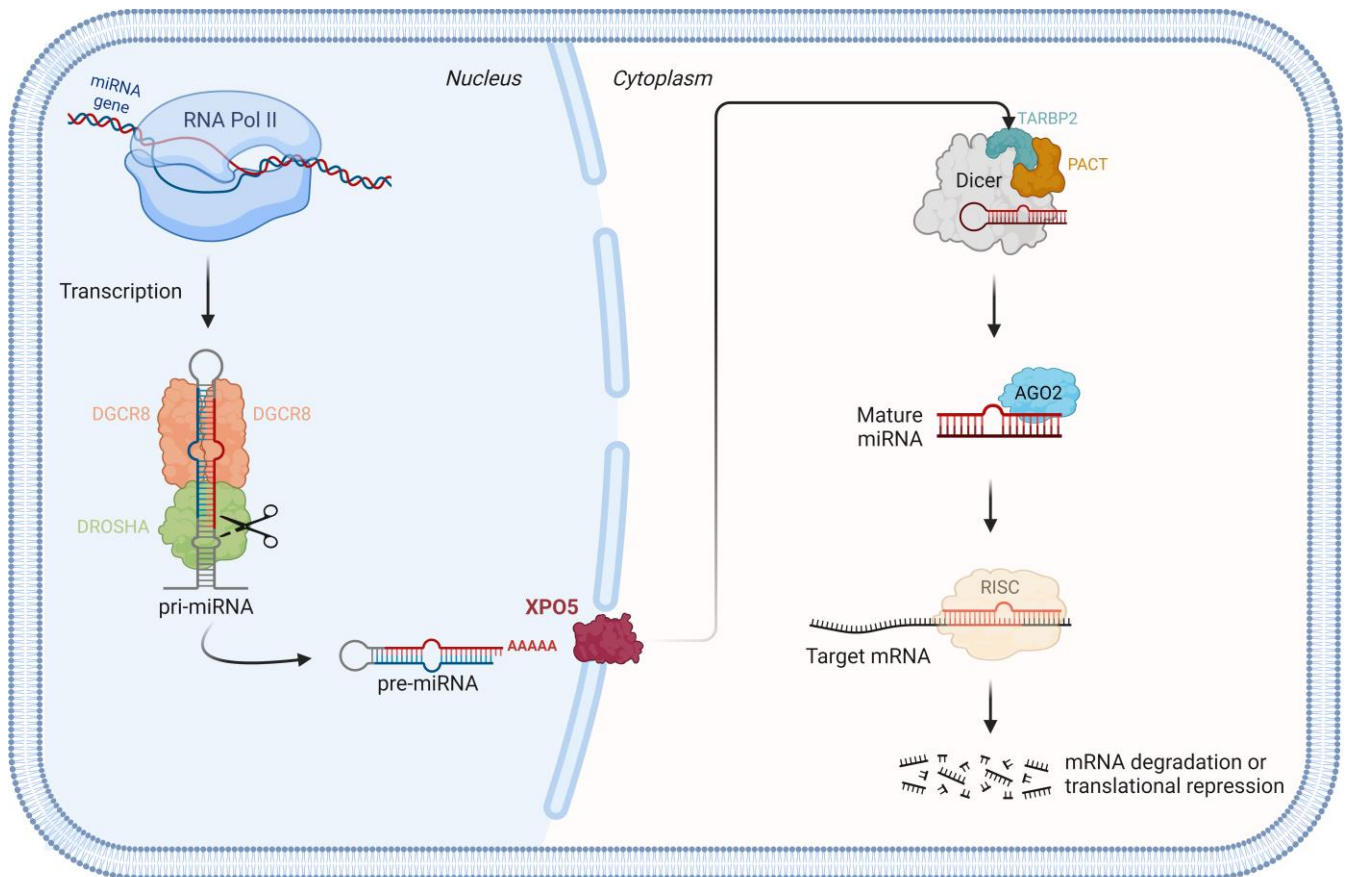 miRNA
gene
RNA Pol II
Nucleus
Cytoplasm
Transcription
DGCR8
DGCR8
DROSHA
pri-miRNA
AAAAA
pre-miRNA
XPO5
TARBP2
PACT
Dicer
AGO2
Mature
miRNA
RISC
Target mRNA
mRNA degradation or
translational repression